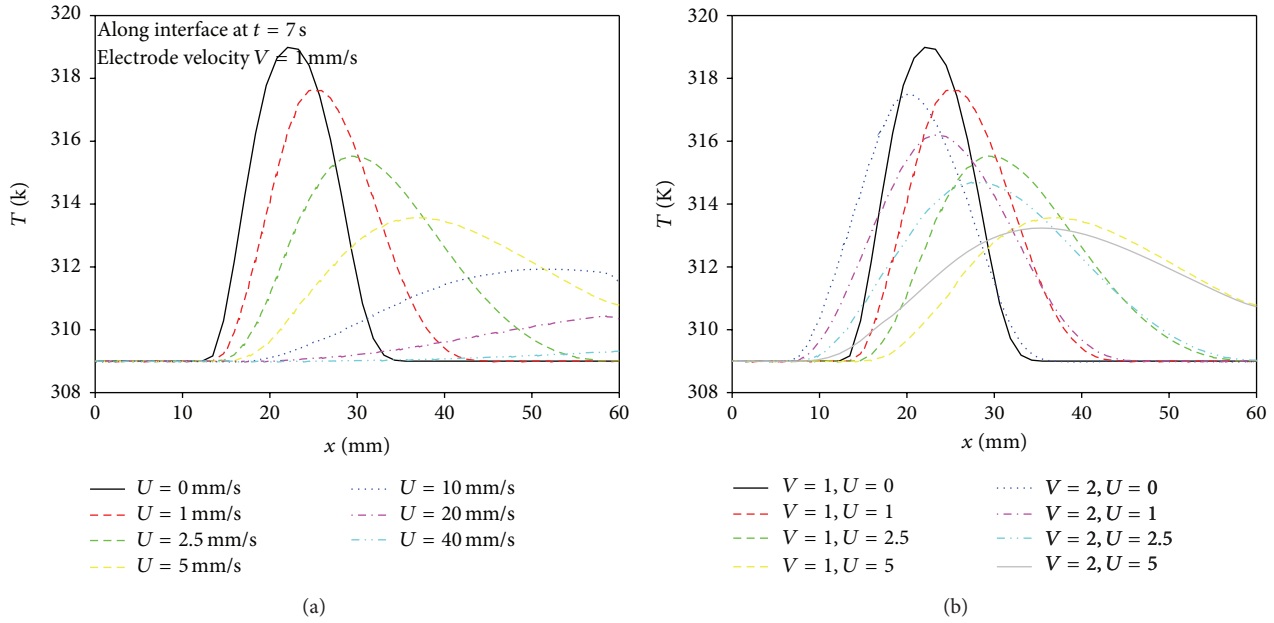 320
318
316
314
312
310
308
T (k)
Along interface at t = 7 s
Electrode velocity V = 1 mm/s
0
10
20
30
40
50
60
x (mm)
U = 0 mm/s
U = 1 mm/s
U = 2.5 mm/s
U = 5 mm/s
U = 10 mm/s
U = 20 mm/s
U = 40 mm/s
(a)
320
318
316
314
312
310
308
T (K)
0
10
20
30
40
50
60
x (mm)
V = 1, U = 0
V = 1, U = 1
V = 1, U = 2.5
V = 1, U = 5
V = 2, U = 0
V = 2, U = 1
V = 2, U = 2.5
V = 2, U = 5
(b)